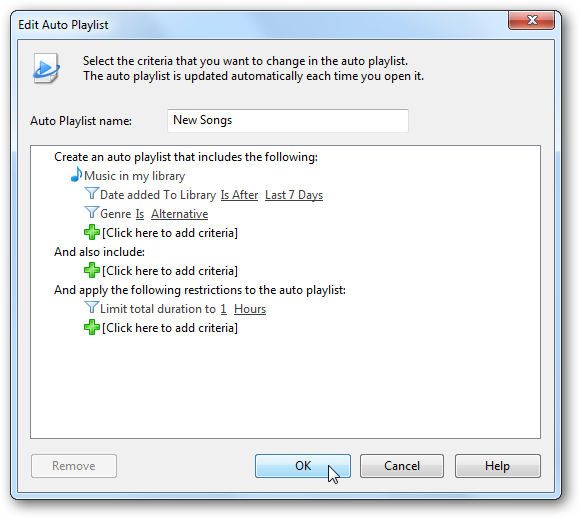 Edit Auto Playlist
Select the criteria that you want to change in the auto playlist.
The auto playlist is updated automatically each time you open it.
Auto Playlist name: New Songs
Create an auto playlist that includes the following:
Music in my library
Date added To Library Is After Last 7 Days
Genre Is Alternative
[Click here to add criteria]
And also include:
[Click here to add criteria]
And apply the following restrictions to the auto playlist:
Limit total duration to 1 Hours
[Click here to add criteria]
Remove OK Cancel Help